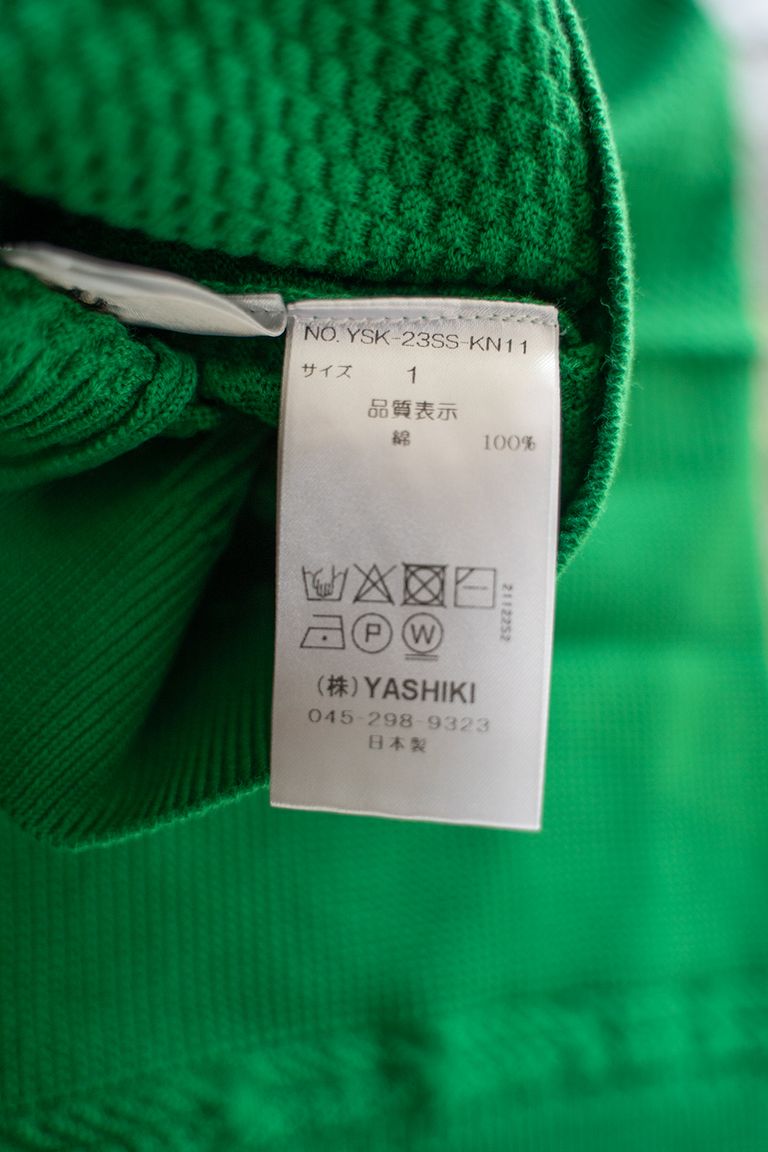 NO. YSK-23SS-KN11
サイズ 1
品質表示
綿 100%
2112252
P W
(株)YASHIKI
045-298-9323
日本製